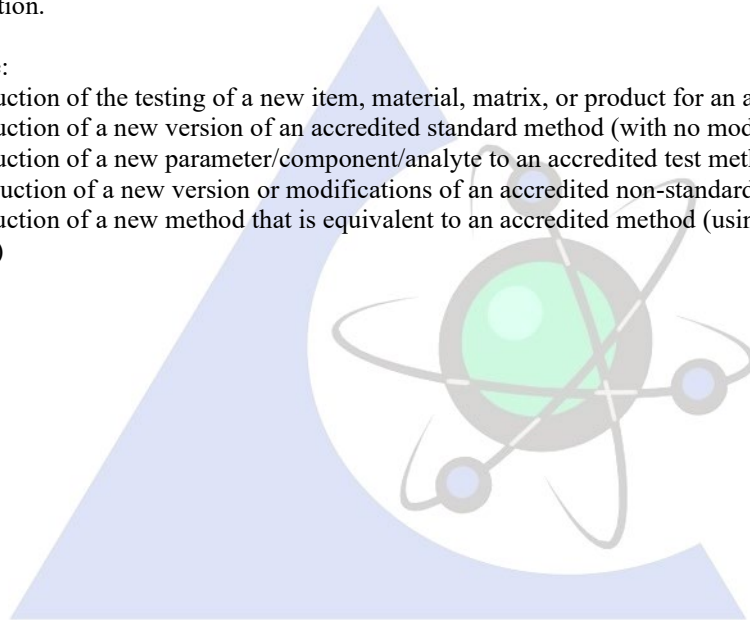 tion.
:
uction of the testing of a new item, material, matrix, or product for an a
uction of a new version of an accredited standard method (with no mod
uction of a new parameter/component/analyte to an accredited test met
uction of a new version or modifications of an accredited non-standard
uction of a new method that is equivalent to an accredited method (usin
)